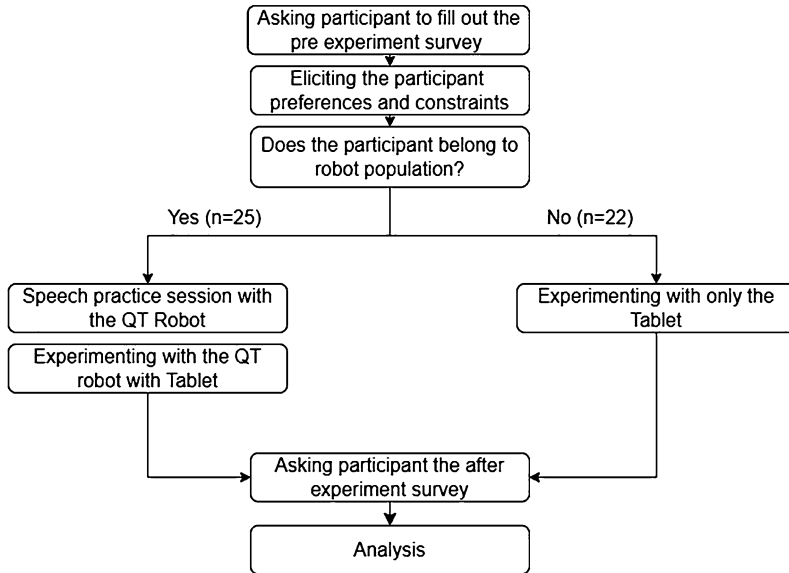 Asking participant to fill out the
pre experiment survey
Eliciting the participant
preferences and constraints
Does the participant belong to
robot population?
Yes (n=25)
No (n=22)
Speech practice session with
the QT Robot
Experimenting with only the
Tablet
Experimenting with the QT
robot with Tablet
Asking participant the after
experiment survey
Analysis